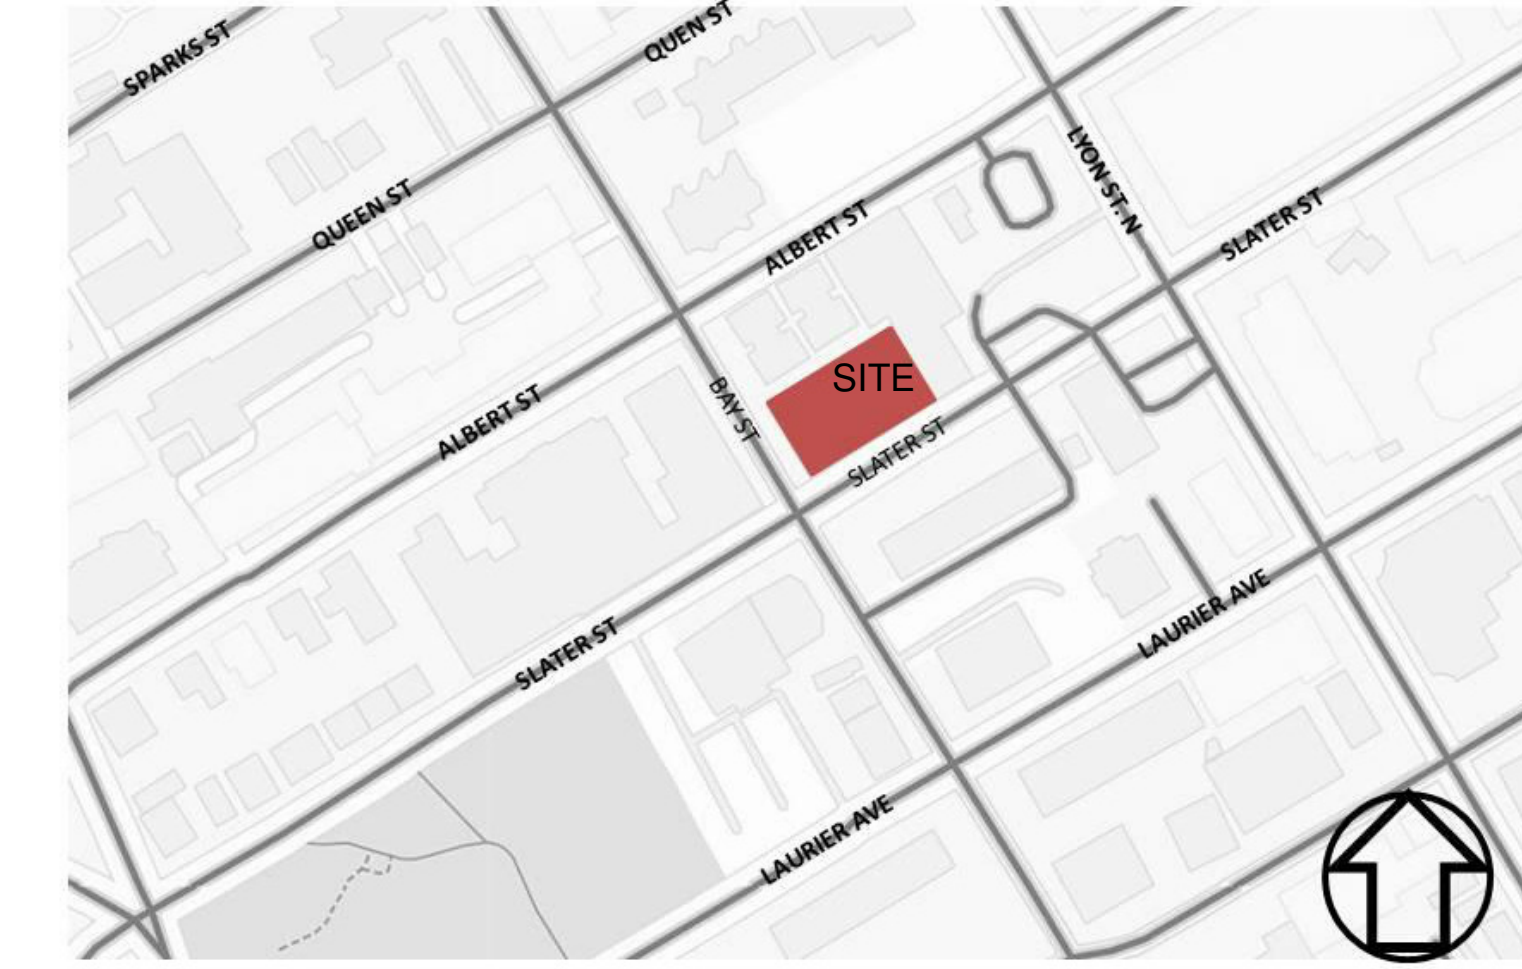 SPARKS ST
QUEN ST
LYON ST. N
QUEEN ST
ALBERT ST
SLATER ST
SITE
BAY ST
ALBERT ST
SLATER ST
SLATER ST
LAURIER AVE
LAURIER AVE